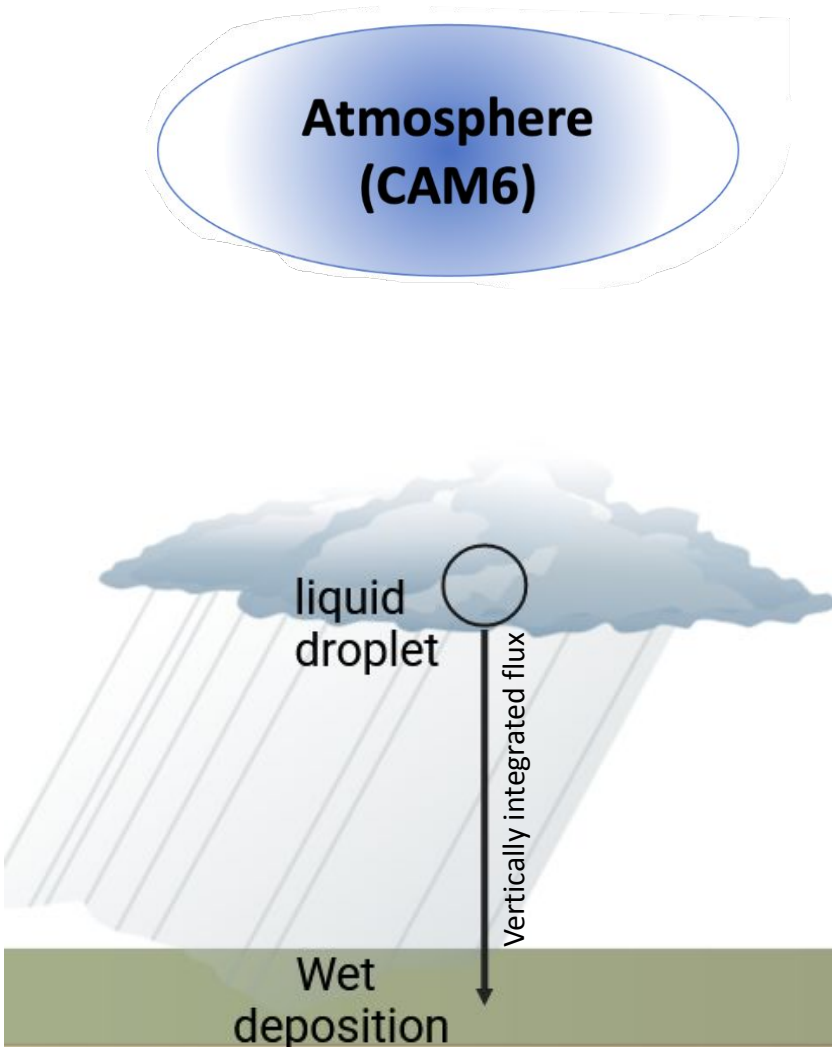 Atmosphere
(CAM6)
liquid
droplet
Vertically integrated flux
Wet
deposition